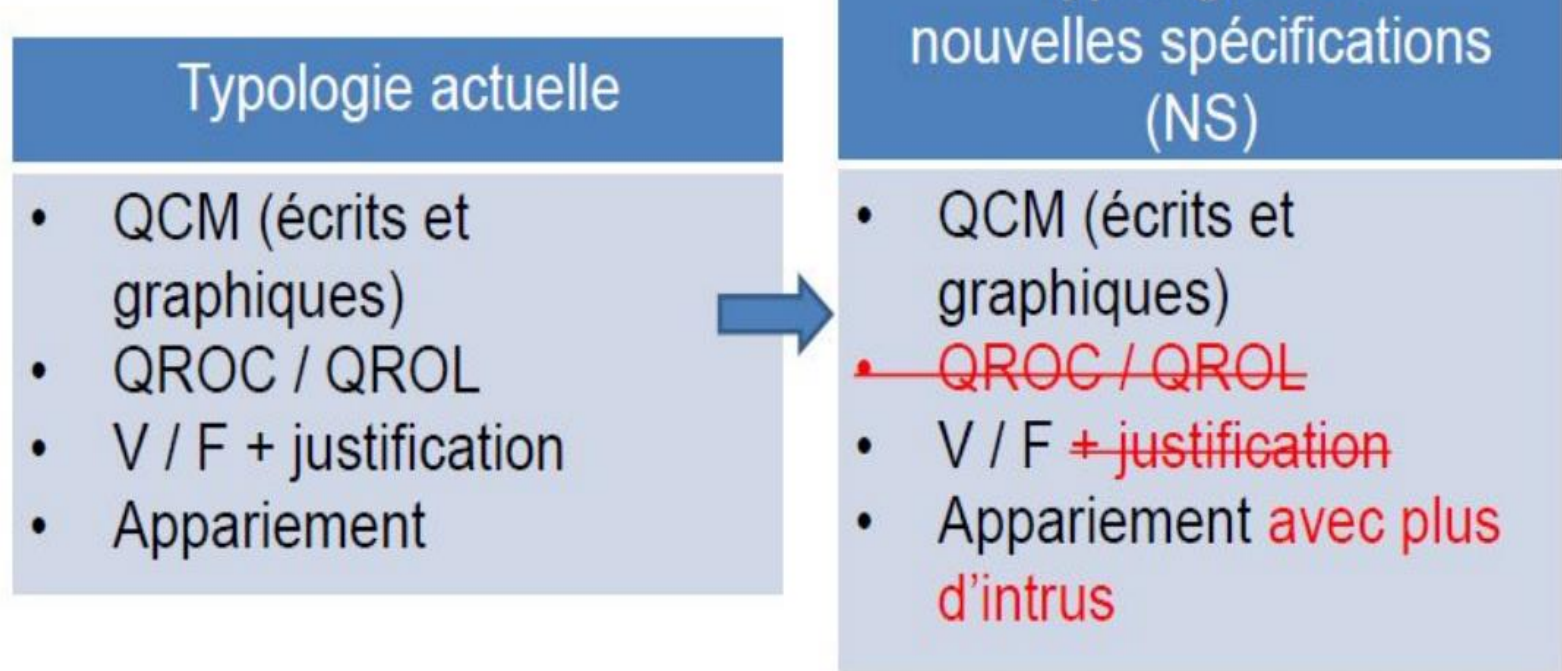 Typologie actuelle
• QCM (écrits et
graphiques)
• QROC / QROL
• V / F + justification
• Appariement
nouvelles spécifications
(NS)
• QCM (écrits et
graphiques)
• QROC / QROL
• V / F + justification
• Appariement avec plus
d'intrus